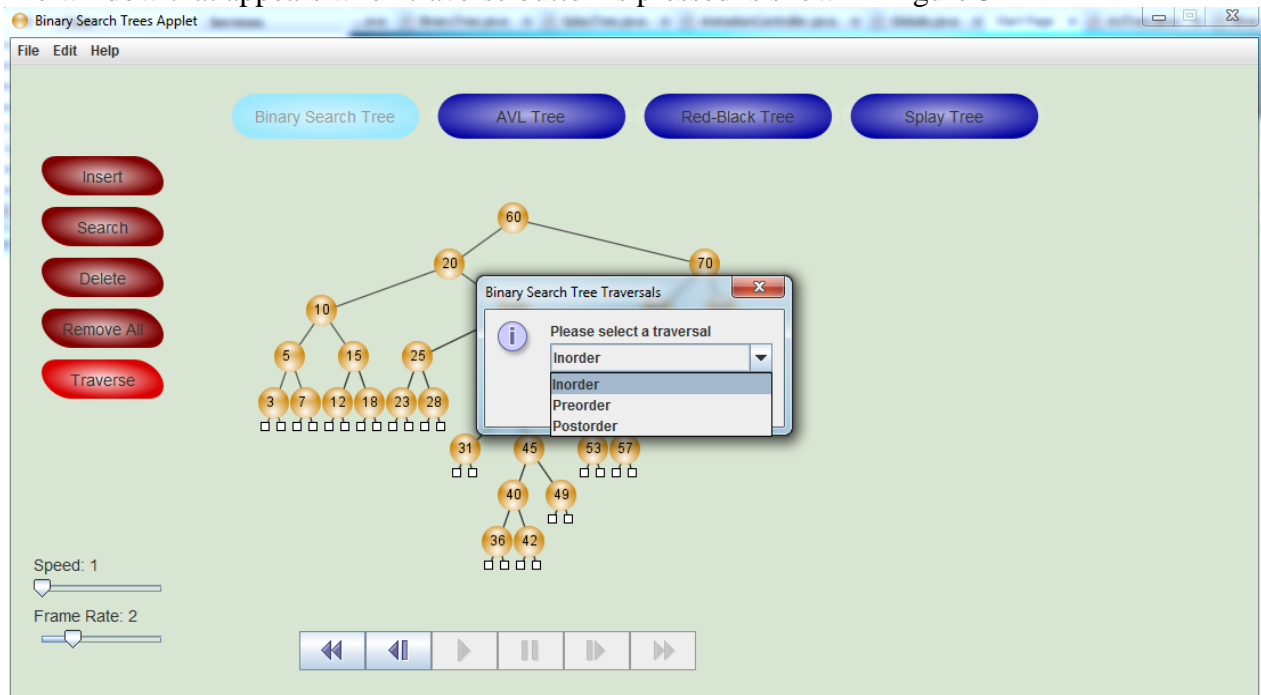 Binary Search Trees Applet
File Edit Help
Binary Search Tree AVL Tree Red-Black Tree Splay Tree
Insert
Search
Delete
Remove All
Traverse
60
20 70
Binary Search Tree Traversals
10
Please select a traversal
Inorder
5 15 25
Inorder
Preorder
Postorder
3 7 12 18 23 28
31 45 53 57
40 49
36 42
Speed: 1
Frame Rate: 2